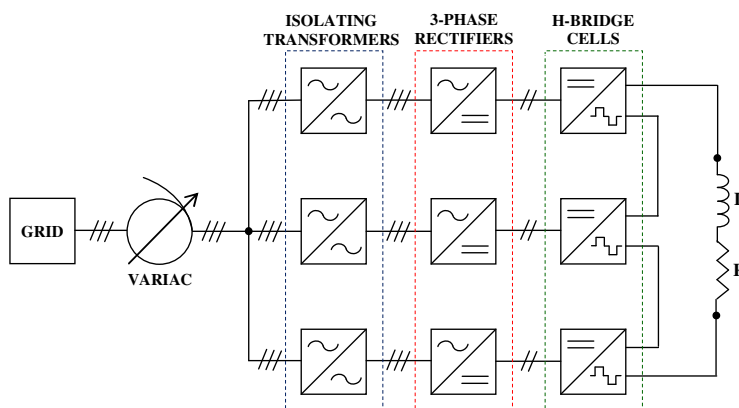 ISOLATING
TRANSFORMERS
3-PHASE
RECTIFIERS
H-BRIDGE
CELLS
GRID
VARIAC